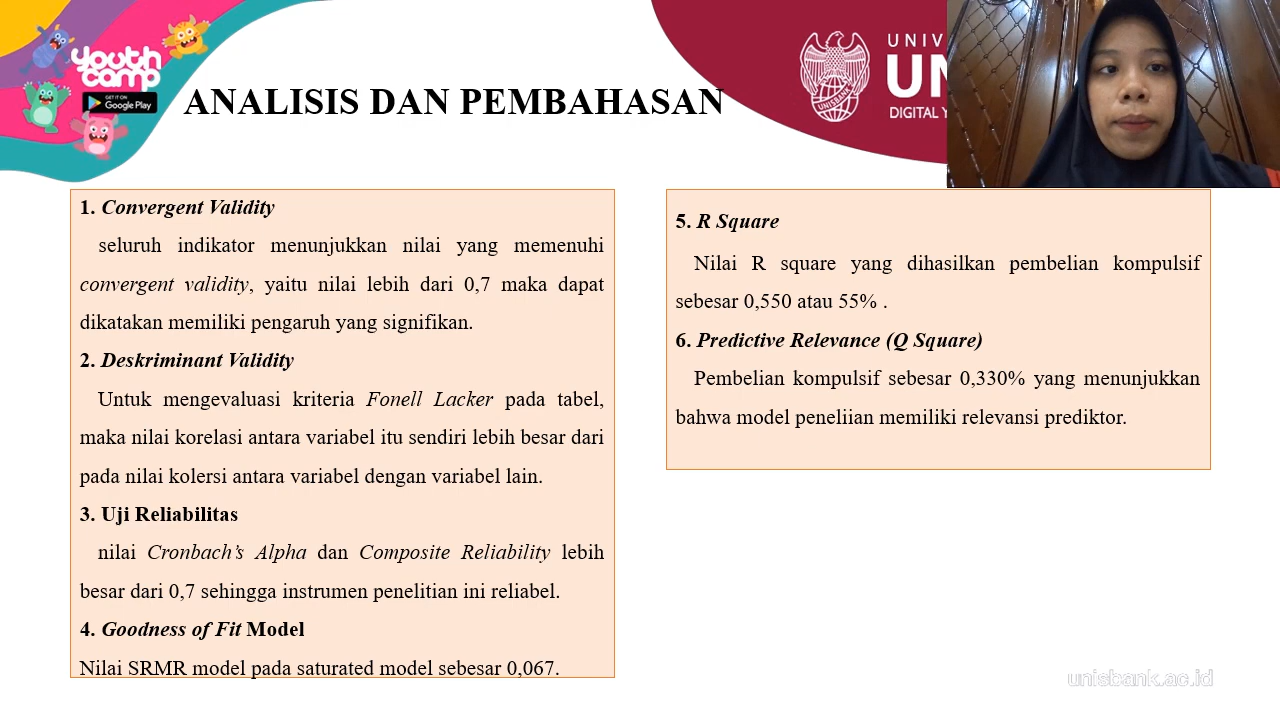 youth
camp
GET IT ON
Google Play
ANALISIS DAN PEMBAHASAN
UNISBANK
UNIV
UN
DIGITAL Y
1. Convergent Validity
seluruh indikator menunjukkan nilai yang memenuhi
convergent validity, yaitu nilai lebih dari 0,7 maka dapat
dikatakan memiliki pengaruh yang signifikan.
2. Deskriminant Validity
Untuk mengevaluasi kriteria Fonell Lacker pada tabel,
maka nilai korelasi antara variabel itu sendiri lebih besar dari
pada nilai kolersi antara variabel dengan variabel lain.
3. Uji Reliabilitas
nilai Cronbach’s Alpha dan Composite Reliability lebih
besar dari 0,7 sehingga instrumen penelitian ini reliabel.
4. Goodness of Fit Model
Nilai SRMR model pada saturated model sebesar 0,067.
5. R Square
Nilai R square yang dihasilkan pembelian kompulsif
sebesar 0,550 atau 55% .
6. Predictive Relevance (Q Square)
Pembelian kompulsif sebesar 0,330% yang menunjukkan
bahwa model peneliian memiliki relevansi prediktor.
unisbank.ac.id